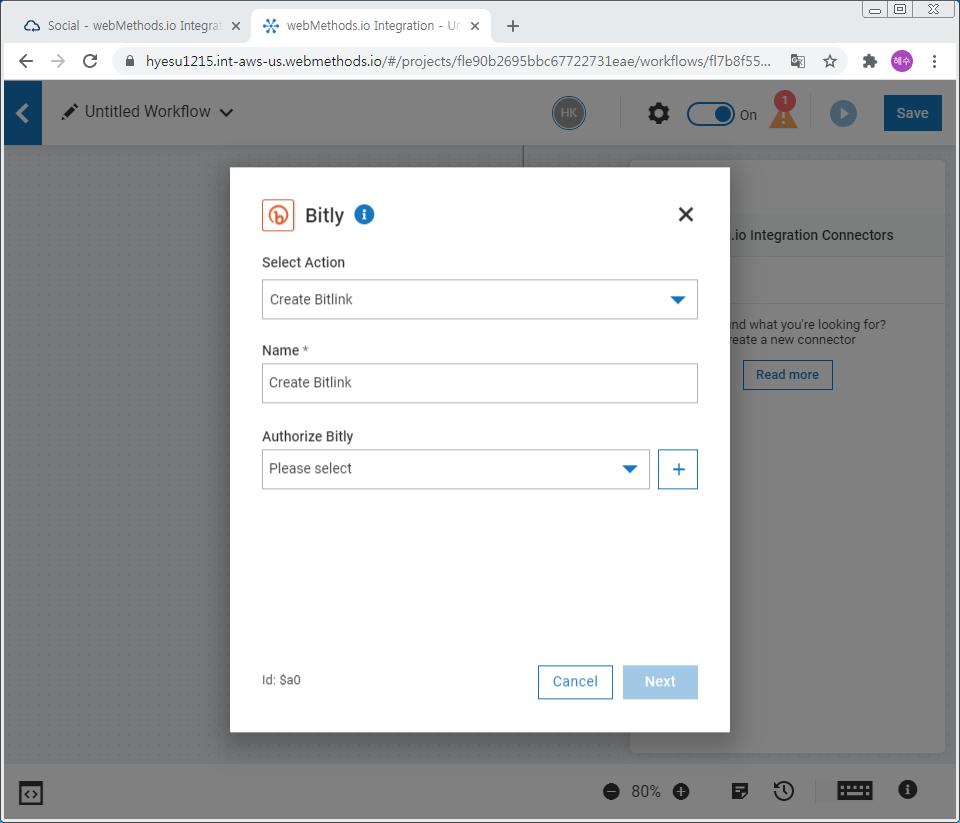 Social - webMethods.io Integrat
webMethods.io Integration - Un
hyesu1215.int-aws-us.webmethods.io/#/projects/fle90b2695bbc67722731eae/workflows/fl7b8f55...
혜수
Untitled Workflow
HK
On
1
Save
Bitly
.io Integration Connectors
Select Action
Create Bitlink
nd what you're looking for?
reate a new connector
Name *
Read more
Create Bitlink
Authorize Bitly
Please select
+
Id: $a0
Cancel
Next
80%